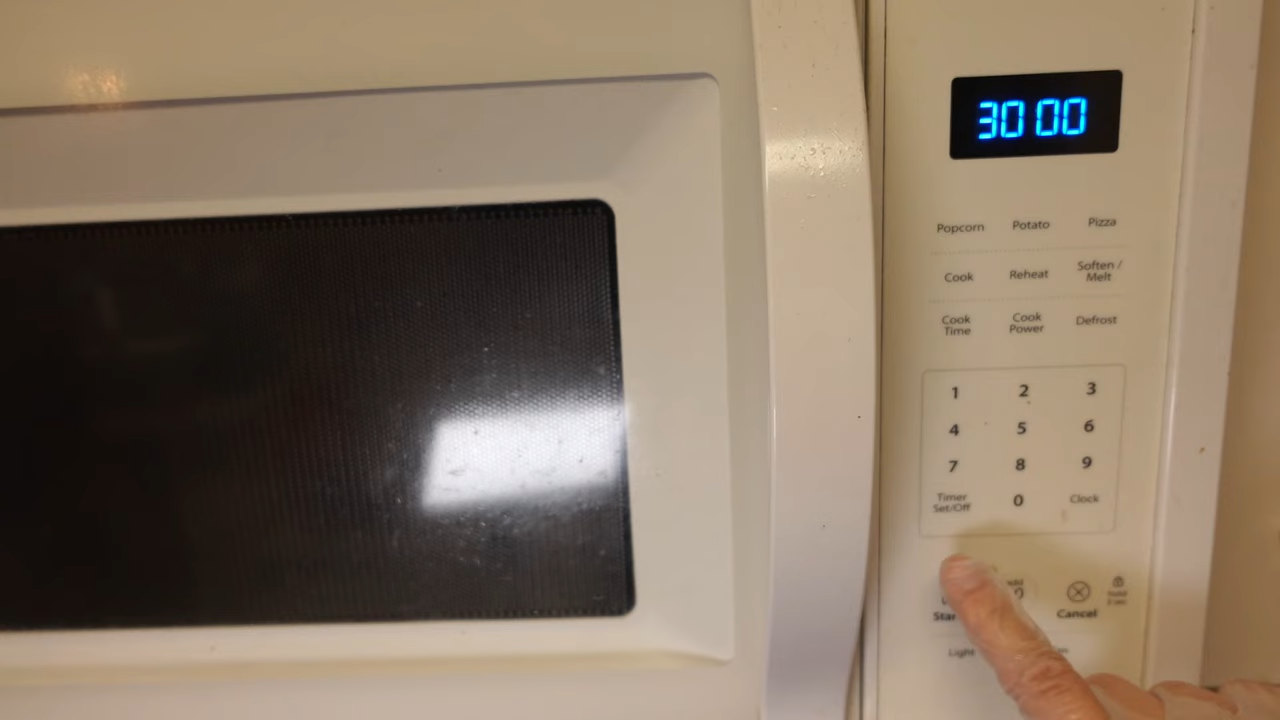 30 00
Popcorn Potato Pizza
Cook Reheat Soften /
Melt
Cook
Time Cook
Power Defrost
1 2 3
4 5 6
7 8 9
Timer
Set/Off 0 Clock
Cancel
Light